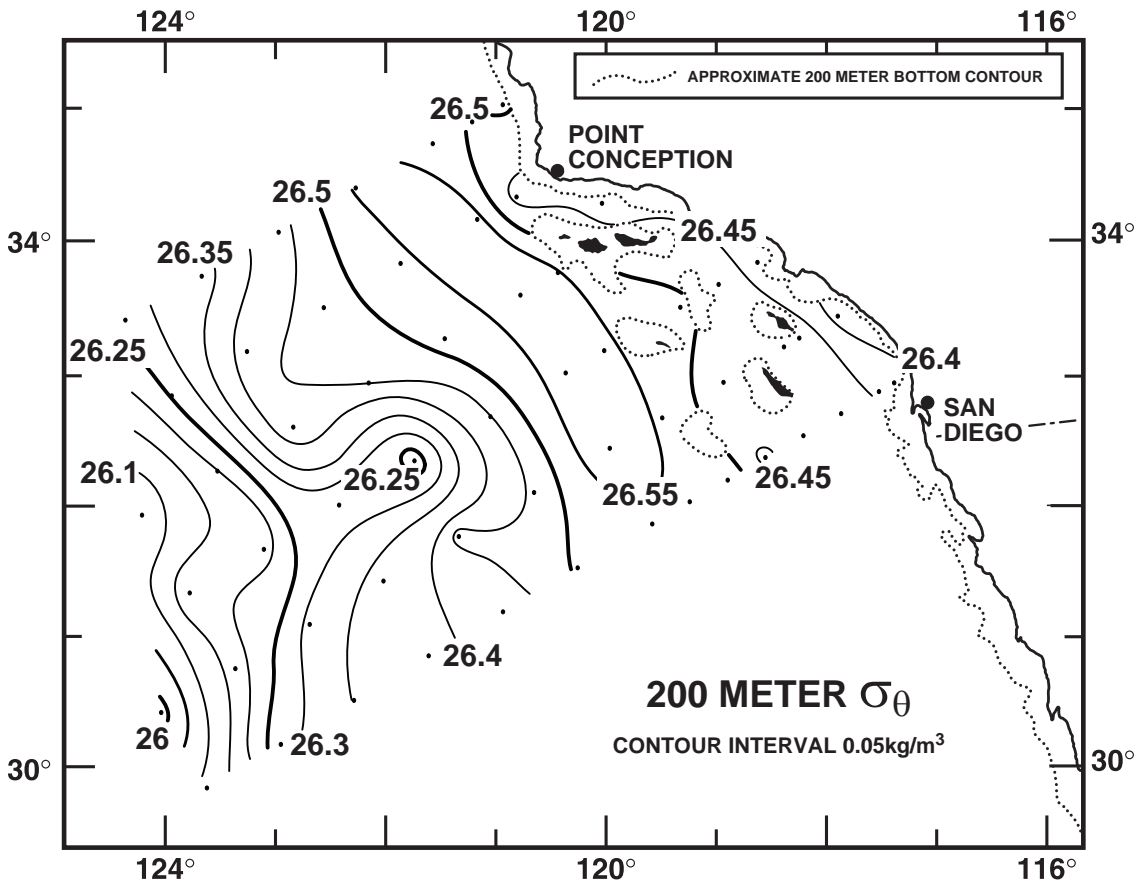 124° 120° 116°
APPROXIMATE 200 METER BOTTOM CONTOUR
26.5
POINT
CONCEPTION
26.5
34° 26.35 26.45 34°
26.25 26.4
SAN
DIEGO
26.1 26.25 26.55 26.45
26.4
200 METER σθ
26 26.3 CONTOUR INTERVAL 0.05kg/m³
30° 30°
124° 120° 116°